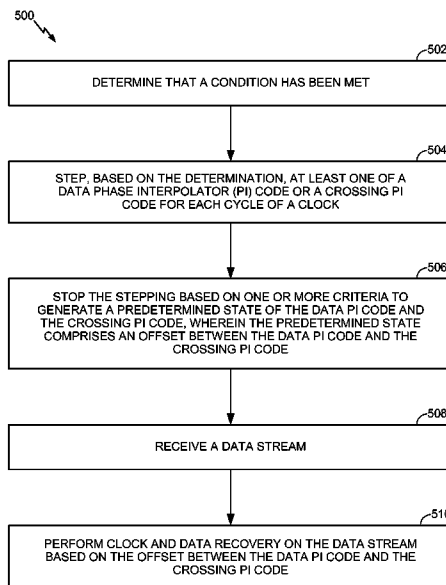 500
502
DETERMINE THAT A CONDITION HAS BEEN MET
504
STEP, BASED ON THE DETERMINATION, AT LEAST ONE OF A
DATA PHASE INTERPOLATOR (PI) CODE OR A CROSSING PI
CODE FOR EACH CYCLE OF A CLOCK
506
STOP THE STEPPING BASED ON ONE OR MORE CRITERIA TO
GENERATE A PREDETERMINED STATE OF THE DATA PI CODE AND
THE CROSSING PI CODE, WHEREIN THE PREDETERMINED STATE
COMPRISES AN OFFSET BETWEEN THE DATA PI CODE AND THE
CROSSING PI CODE
508
RECEIVE A DATA STREAM
510
PERFORM CLOCK AND DATA RECOVERY ON THE DATA STREAM
BASED ON THE OFFSET BETWEEN THE DATA PI CODE AND THE
CROSSING PI CODE